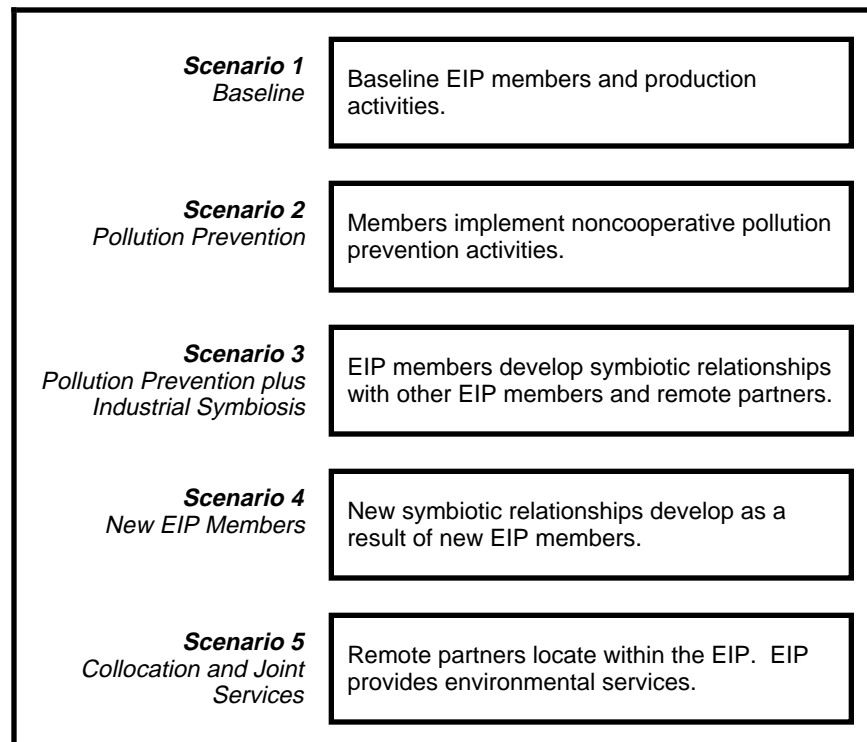 Scenario 1
Baseline
Baseline EIP members and production
activities.
Scenario 2
Pollution Prevention
Members implement noncooperative pollution
prevention activities.
Scenario 3
Pollution Prevention plus
Industrial Symbiosis
EIP members develop symbiotic relationships
with other EIP members and remote partners.
Scenario 4
New EIP Members
New symbiotic relationships develop as a
result of new EIP members.
Scenario 5
Collocation and Joint
Services
Remote partners locate within the EIP.  EIP
provides environmental services.